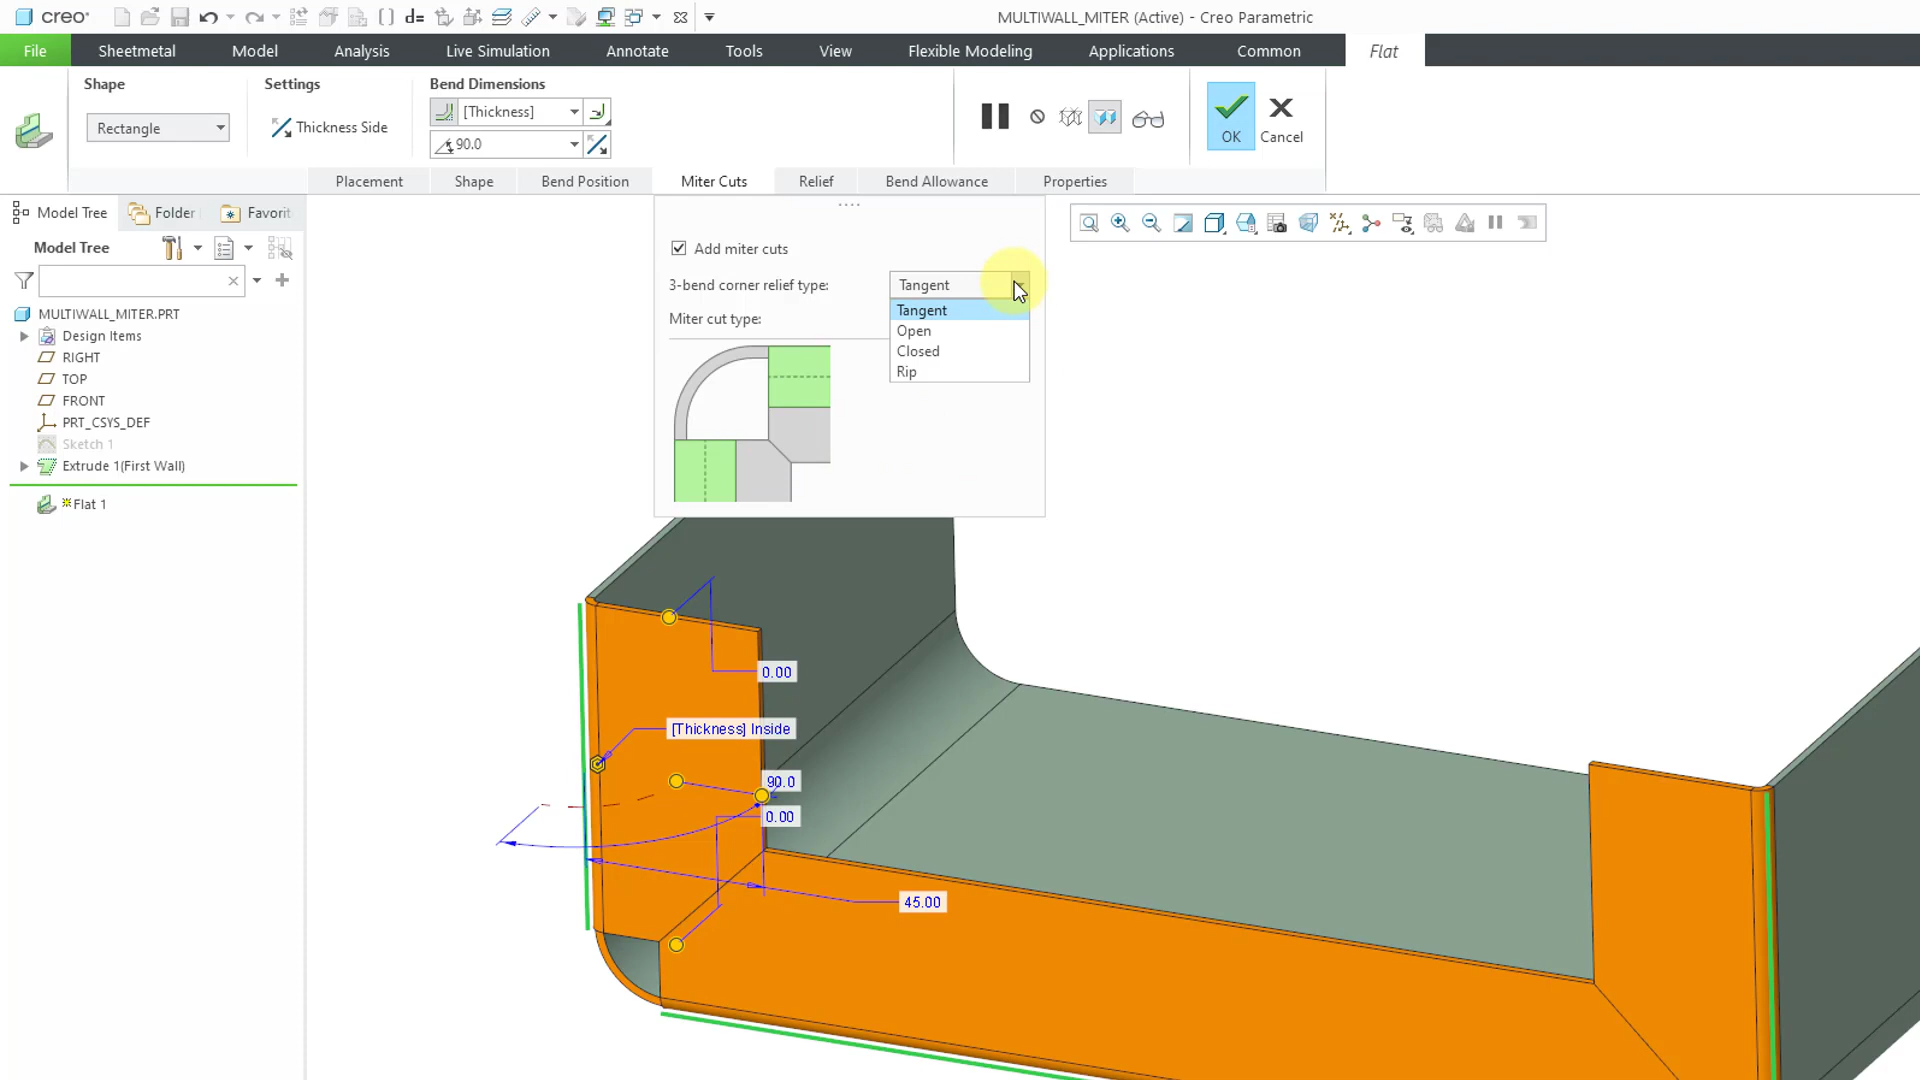 creo
d=
MULTIWALL_MITER (Active) - Creo Parametric
File
Sheetmetal
Model
Analysis
Live Simulation
Annotate
Tools
View
Flexible Modeling
Applications
Common
Flat
Shape
Rectangle
Settings
Thickness Side
Bend Dimensions
[Thickness]
90.0
OK
Cancel
Placement
Shape
Bend Position
Miter Cuts
Relief
Bend Allowance
Properties
Model Tree
Folder
Favorit
Model Tree
MULTIWALL_MITER.PRT
Design Items
RIGHT
TOP
FRONT
PRT_CSYS_DEF
Sketch 1
Extrude 1(First Wall)
Flat 1
Add miter cuts
3-bend corner relief type:
Tangent
Miter cut type:
Tangent
Open
Closed
Rip
0.00
[Thickness] Inside
90.0
0.00
45.00